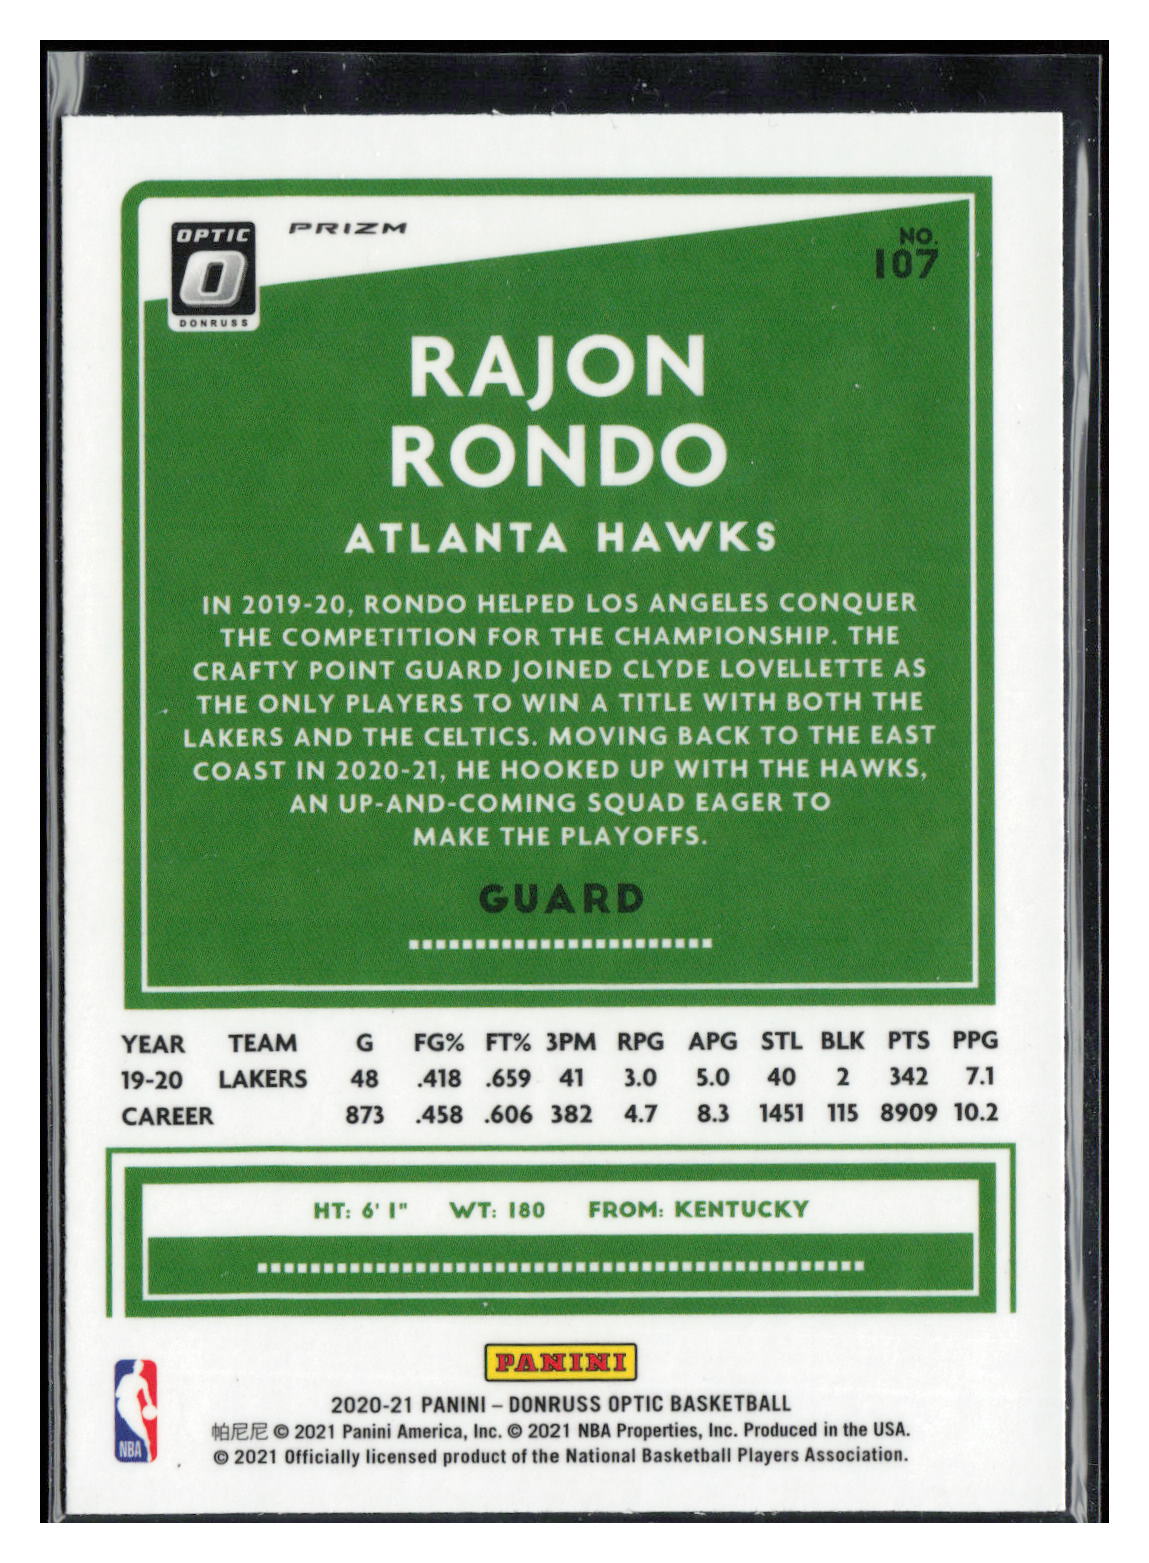 OPTIC
DONRUSS
PRIZM
NO.
107
RAJON
RONDO
ATLANTA HAWKS
IN 2019-20, RONDO HELPED LOS ANGELES CONQUER
THE COMPETITION FOR THE CHAMPIONSHIP. THE
CRAFTY POINT GUARD JOINED CLYDE LOVELLETTE AS
THE ONLY PLAYERS TO WIN A TITLE WITH BOTH THE
LAKERS AND THE CELTICS. MOVING BACK TO THE EAST
COAST IN 2020-21, HE HOOKED UP WITH THE HAWKS,
AN UP-AND-COMING SQUAD EAGER TO
MAKE THE PLAYOFFS.
GUARD
YEAR TEAM G FG% FT% 3PM RPG APG STL BLK PTS PPG
19-20 LAKERS 48 .418 .659 41 3.0 5.0 40 2 342 7.1
CAREER 873 .458 .606 382 4.7 8.3 1451 115 8909 10.2
HT: 6' 1" WT: 180 FROM: KENTUCKY
PANINI
NBA
2020-21 PANINI – DONRUSS OPTIC BASKETBALL
帕尼尼 © 2021 Panini America, Inc. © 2021 NBA Properties, Inc. Produced in the USA.
© 2021 Officially licensed product of the National Basketball Players Association.